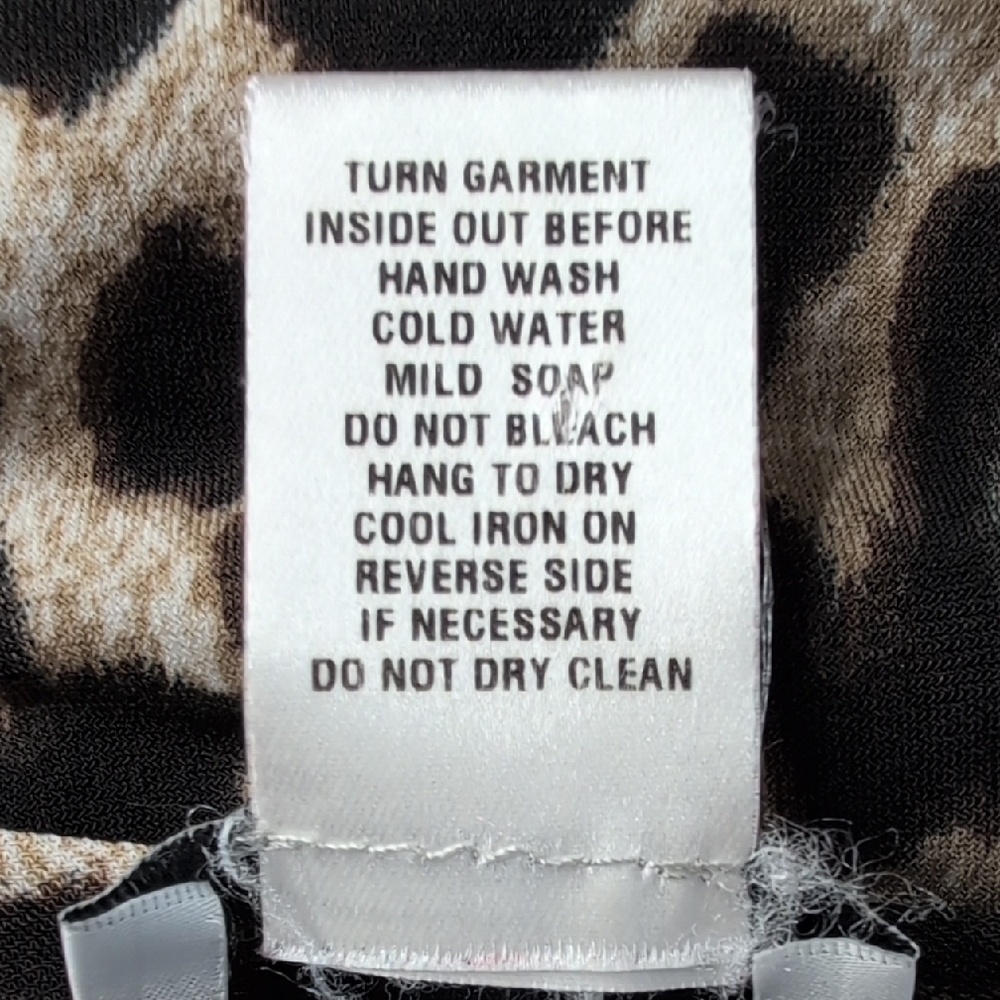 TURN GARMENT
INSIDE OUT BEFORE
HAND WASH
COLD WATER
MILD SOAP
DO NOT BLEACH
HANG TO DRY
COOL IRON ON
REVERSE SIDE
IF NECESSARY
DO NOT DRY CLEAN